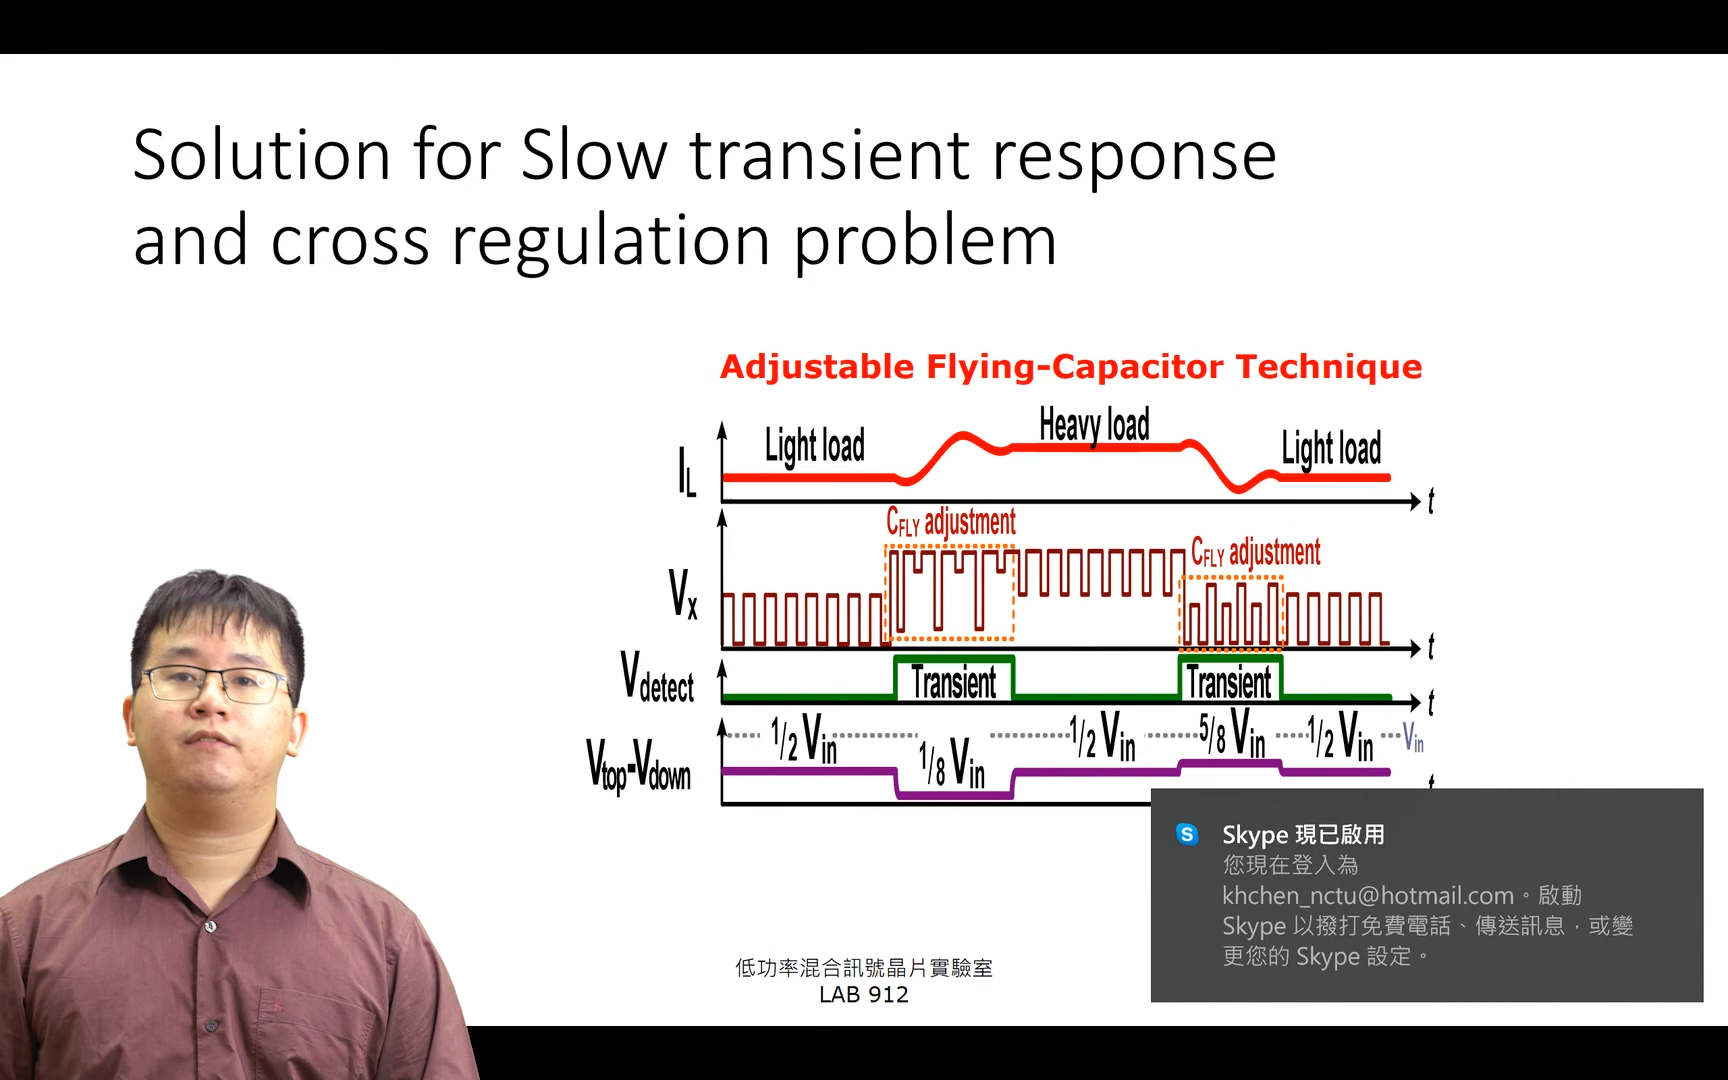 Solution for Slow transient response
and cross regulation problem
Adjustable Flying-Capacitor Technique
Light load
Heavy load
Light load
IL
t
CFLY adjustment
CFLY adjustment
Vx
t
Vdetect
Transient
Transient
t
1/2 Vin
1/8 Vin
1/2 Vin
5/8 Vin
1/2 Vin
Vin
Vtop-Vdown
t
Skype 現已啟用
您現在登入為
khchen_nctu@hotmail.com。啟動
Skype 以撥打免費電話、傳送訊息，或變
更您的 Skype 設定。
低功率混合訊號晶片實驗室
LAB 912